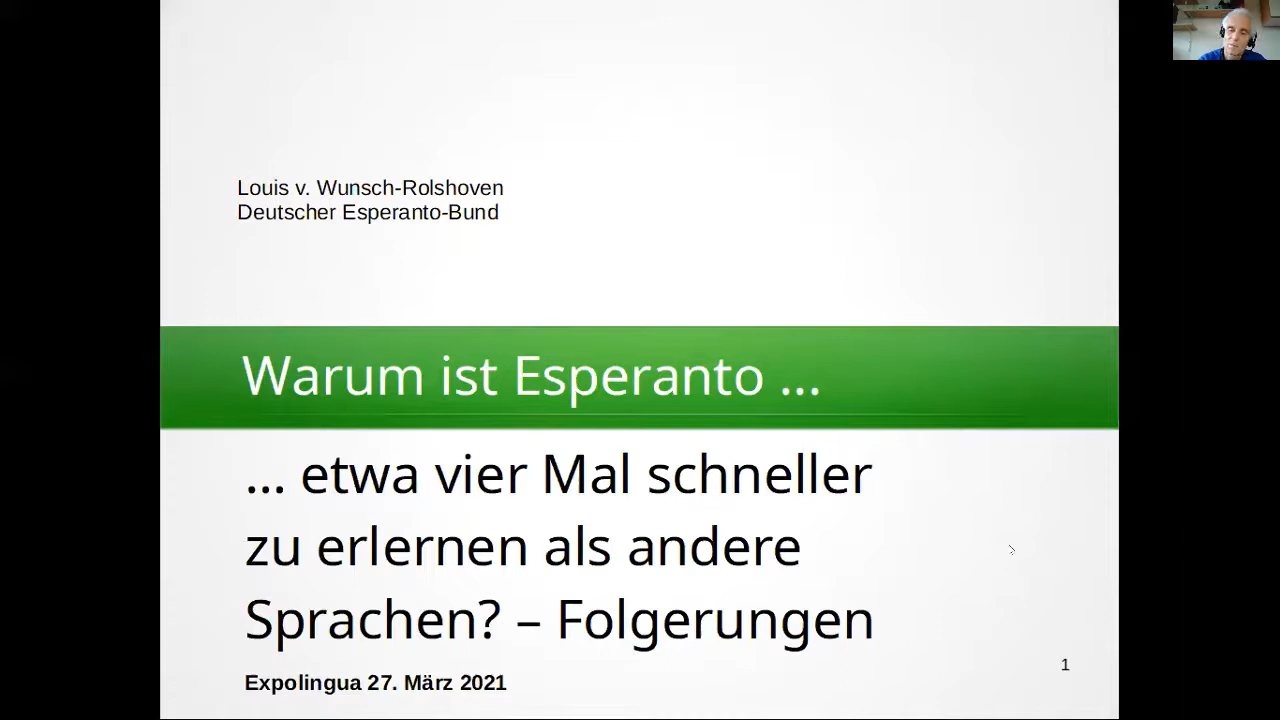 Louis v. Wunsch-Rolshoven
Deutscher Esperanto-Bund
Warum ist Esperanto ...
... etwa vier Mal schneller
zu erlernen als andere
Sprachen? – Folgerungen
1
Expolingua 27. März 2021